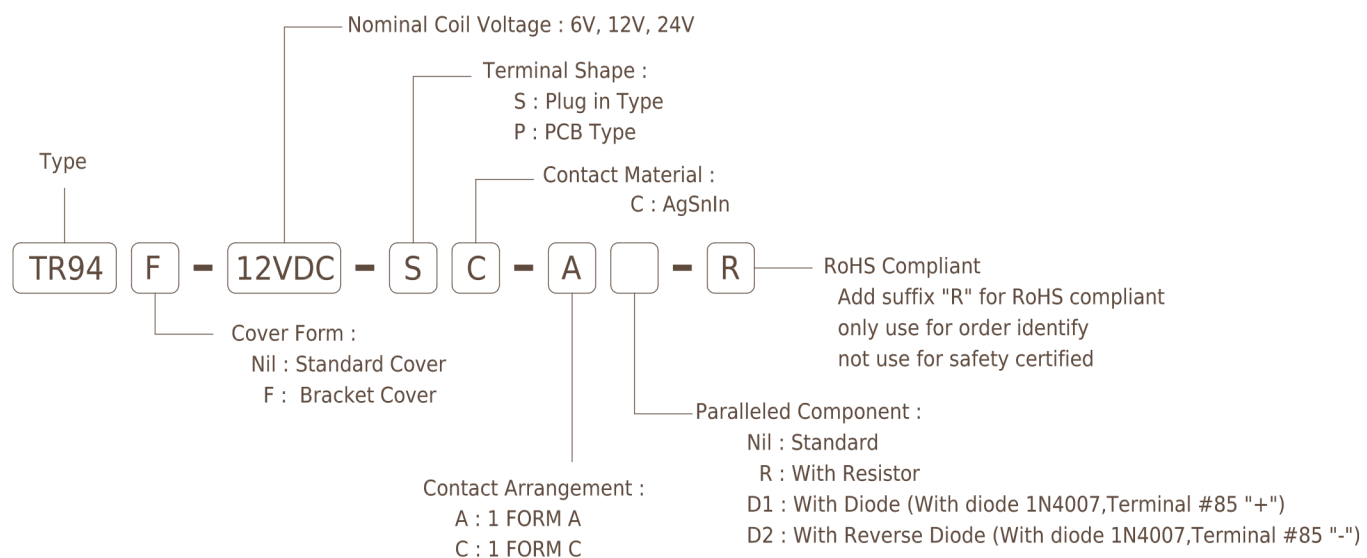 Nominal Coil Voltage : 6V, 12V, 24V
Terminal Shape :
S : Plug in Type
P : PCB Type
Type
Contact Material :
C : AgSnIn
TR94 F - 12VDC - S C - A - R
RoHS Compliant
Add suffix "R" for RoHS compliant
only use for order identify
not use for safety certified
Cover Form :
Nil : Standard Cover
F : Bracket Cover
Paralleled Component :
Nil : Standard
R : With Resistor
D1 : With Diode (With diode 1N4007,Terminal #85 "+")
D2 : With Reverse Diode (With diode 1N4007,Terminal #85 "-")
Contact Arrangement :
A : 1 FORM A
C : 1 FORM C